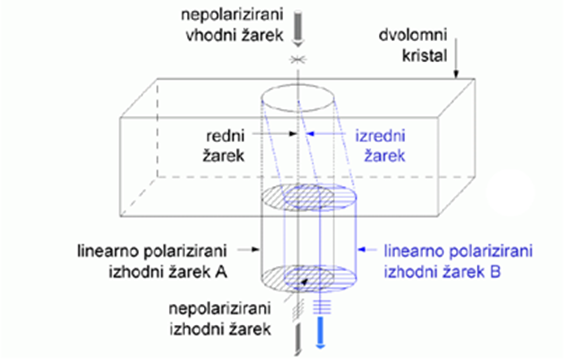 nepolarizirani
vhodni žarek
dvolomni
kristal
redni
žarek
izredni
žarek
linearno polarizirani
izhodni žarek A
linearno polarizirani
izhodni žarek B
nepolarizirani
izhodni žarek